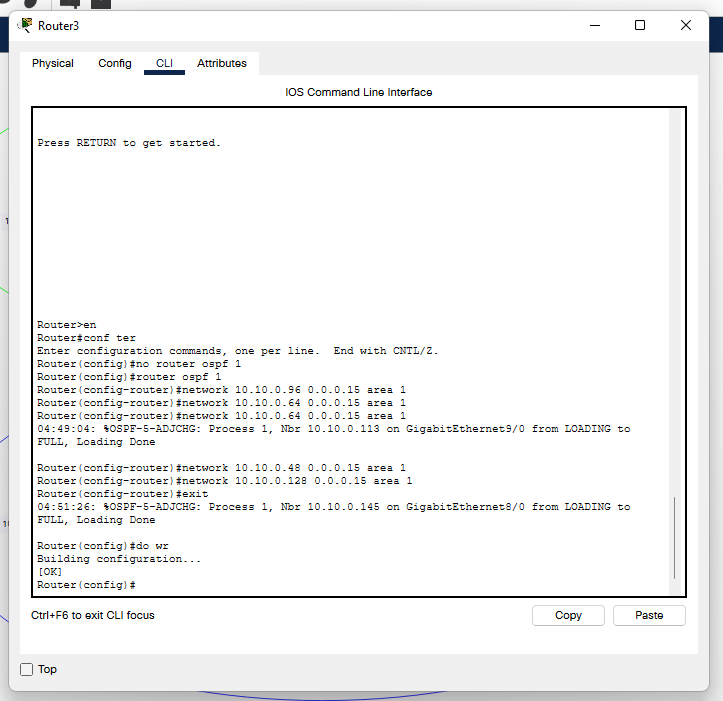 Router3
Physical Config CLI Attributes
IOS Command Line Interface
Press RETURN to get started.
Router>en
Router#conf ter
Enter configuration commands, one per line.  End with CNTL/Z.
Router(config)#no router ospf 1
Router(config)#router ospf 1
Router(config-router)#network 10.10.0.96 0.0.0.15 area 1
Router(config-router)#network 10.10.0.64 0.0.0.15 area 1
Router(config-router)#network 10.10.0.64 0.0.0.15 area 1
04:49:04: %OSPF-5-ADJCHG: Process 1, Nbr 10.10.0.113 on GigabitEthernet9/0 from LOADING to
FULL, Loading Done
Router(config-router)#network 10.10.0.48 0.0.0.15 area 1
Router(config-router)#network 10.10.0.128 0.0.0.15 area 1
Router(config-router)#exit
04:51:26: %OSPF-5-ADJCHG: Process 1, Nbr 10.10.0.145 on GigabitEthernet8/0 from LOADING to
FULL, Loading Done
Router(config)#do wr
Building configuration...
[OK]
Router(config)#
Ctrl+F6 to exit CLI focus
Copy Paste
Top